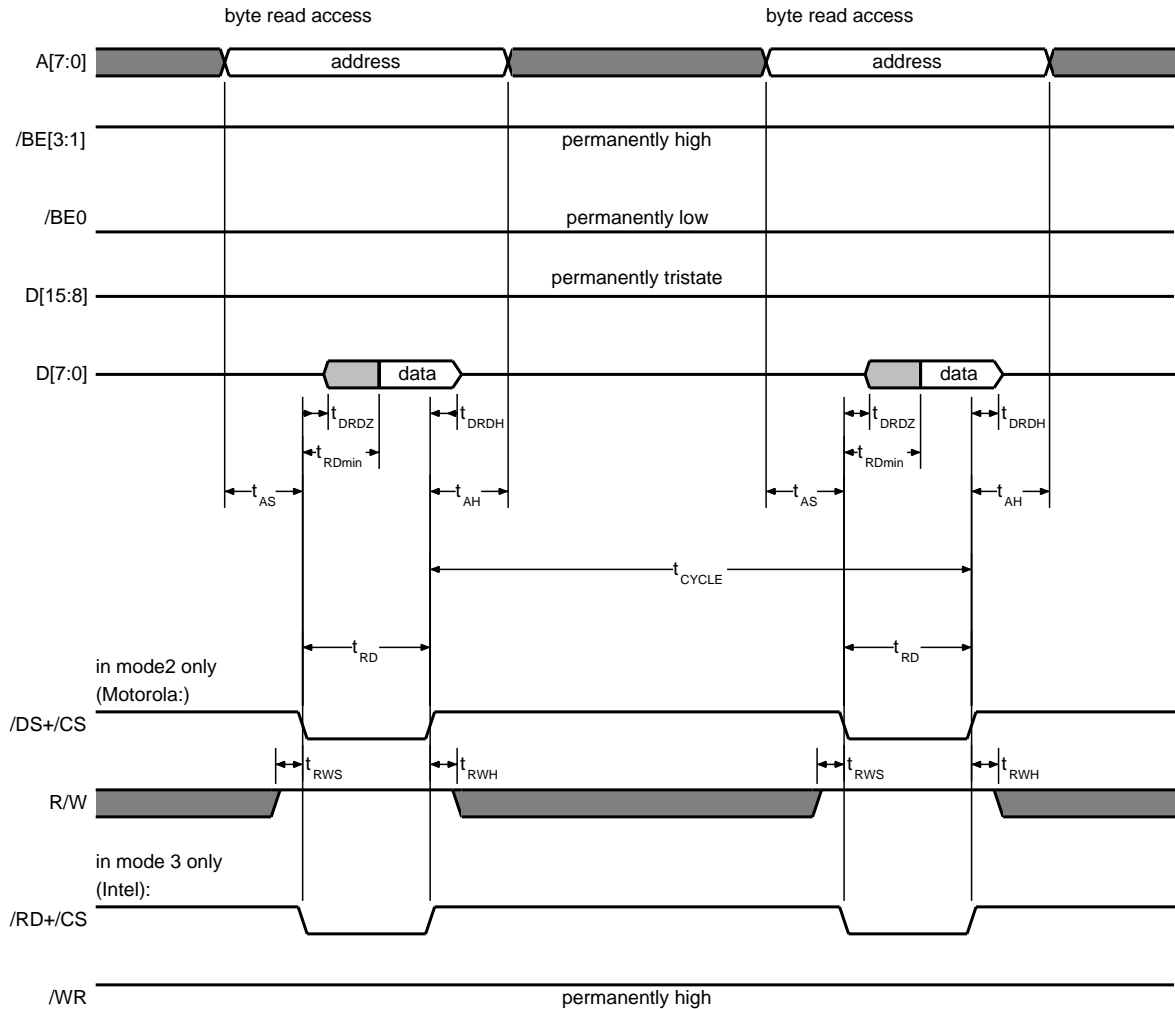 byte read access byte read access
A[7:0] address address
/BE[3:1] permanently high
/BE0 permanently low
permanently tristate
D[15:8]
D[7:0] data data
tDRDZ tDRDH tDRDZ tDRDH
tRDmin tRDmin
tAS tAH tAS tAH
tCYCLE
tRD tRD
in mode2 only
(Motorola:)
/DS+/CS
tRWS tRWH tRWS tRWH
R/W
in mode 3 only
(Intel):
/RD+/CS
/WR permanently high